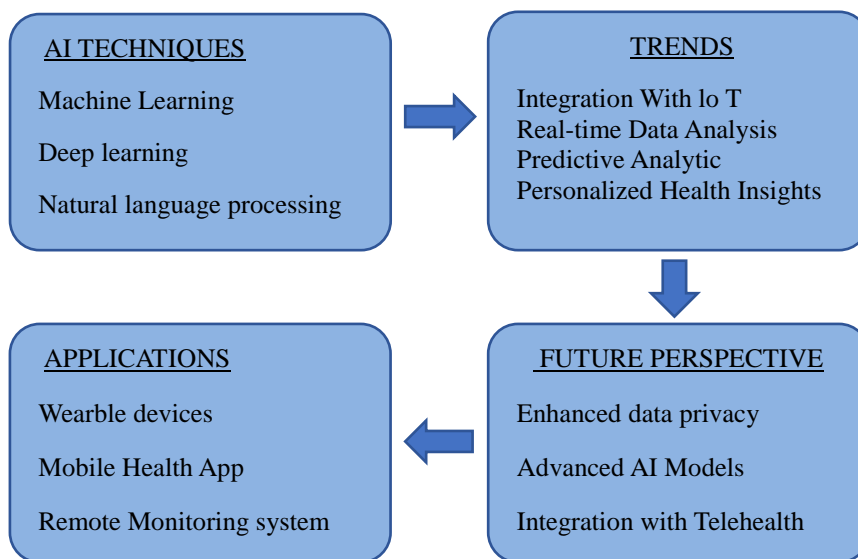 AI TECHNIQUES
Machine Learning
Deep learning
Natural language processing
TRENDS
Integration With lo T
Real-time Data Analysis
Predictive Analytic
Personalized Health Insights
FUTURE PERSPECTIVE
Enhanced data privacy
Advanced AI Models
Integration with Telehealth
APPLICATIONS
Wearble devices
Mobile Health App
Remote Monitoring system